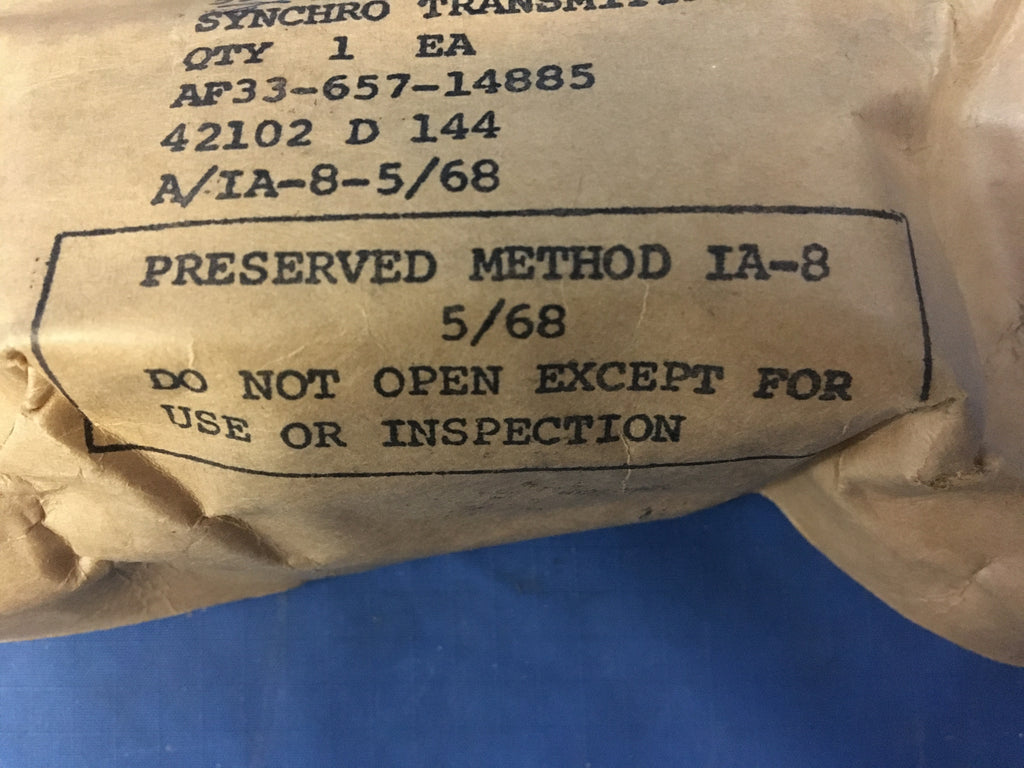 SYNCHRO
QTY 1 EA
AF33-657-14885
42102 D 144
A/IA-8-5/68
PRESERVED METHOD IA-8
5/68
DO NOT OPEN EXCEPT FOR
USE OR INSPECTION